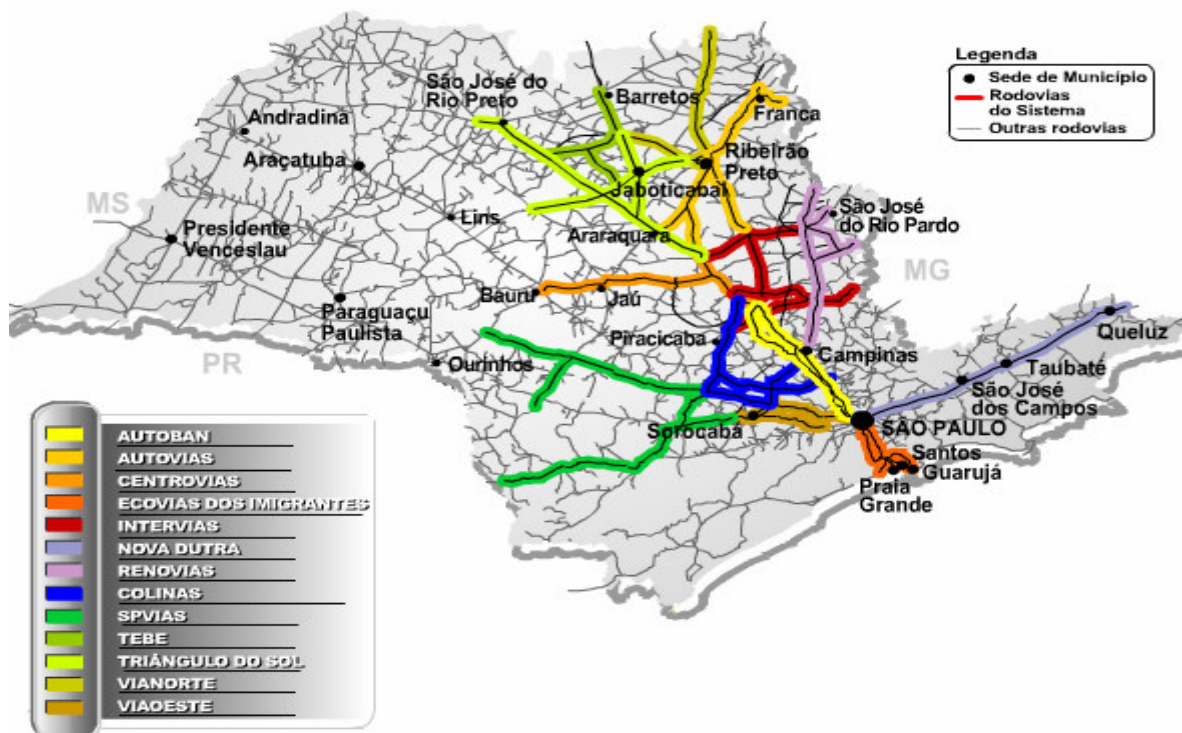 Legenda
Sede de Município
Rodovias
do Sistema
Outras rodovias
São José do
Rio Preto
Barretos
Franca
Andradina
Araçatuba
Ribeirão
Preto
Jaboticabal
MS
Lins
São José
do Rio Pardo
Presidente
Venceslau
Araraquara
MG
Bauru
Jaú
Paraguaçu
Paulista
Piracicaba
Campinas
Queluz
PR
Ourinhos
Taubaté
São José
dos Campos
Sorocaba
SÃO PAULO
Santos
Guarujá
Praia
Grande
AUTOBAN
AUTOVIAS
CENTROVIAS
ECOVIAS DOS IMIGRANTES
INTERVIAS
NOVA DUTRA
RENOVIAS
COLINAS
SPVIAS
TEBE
TRIÂNGULO DO SOL
VIANORTE
VIAOESTE